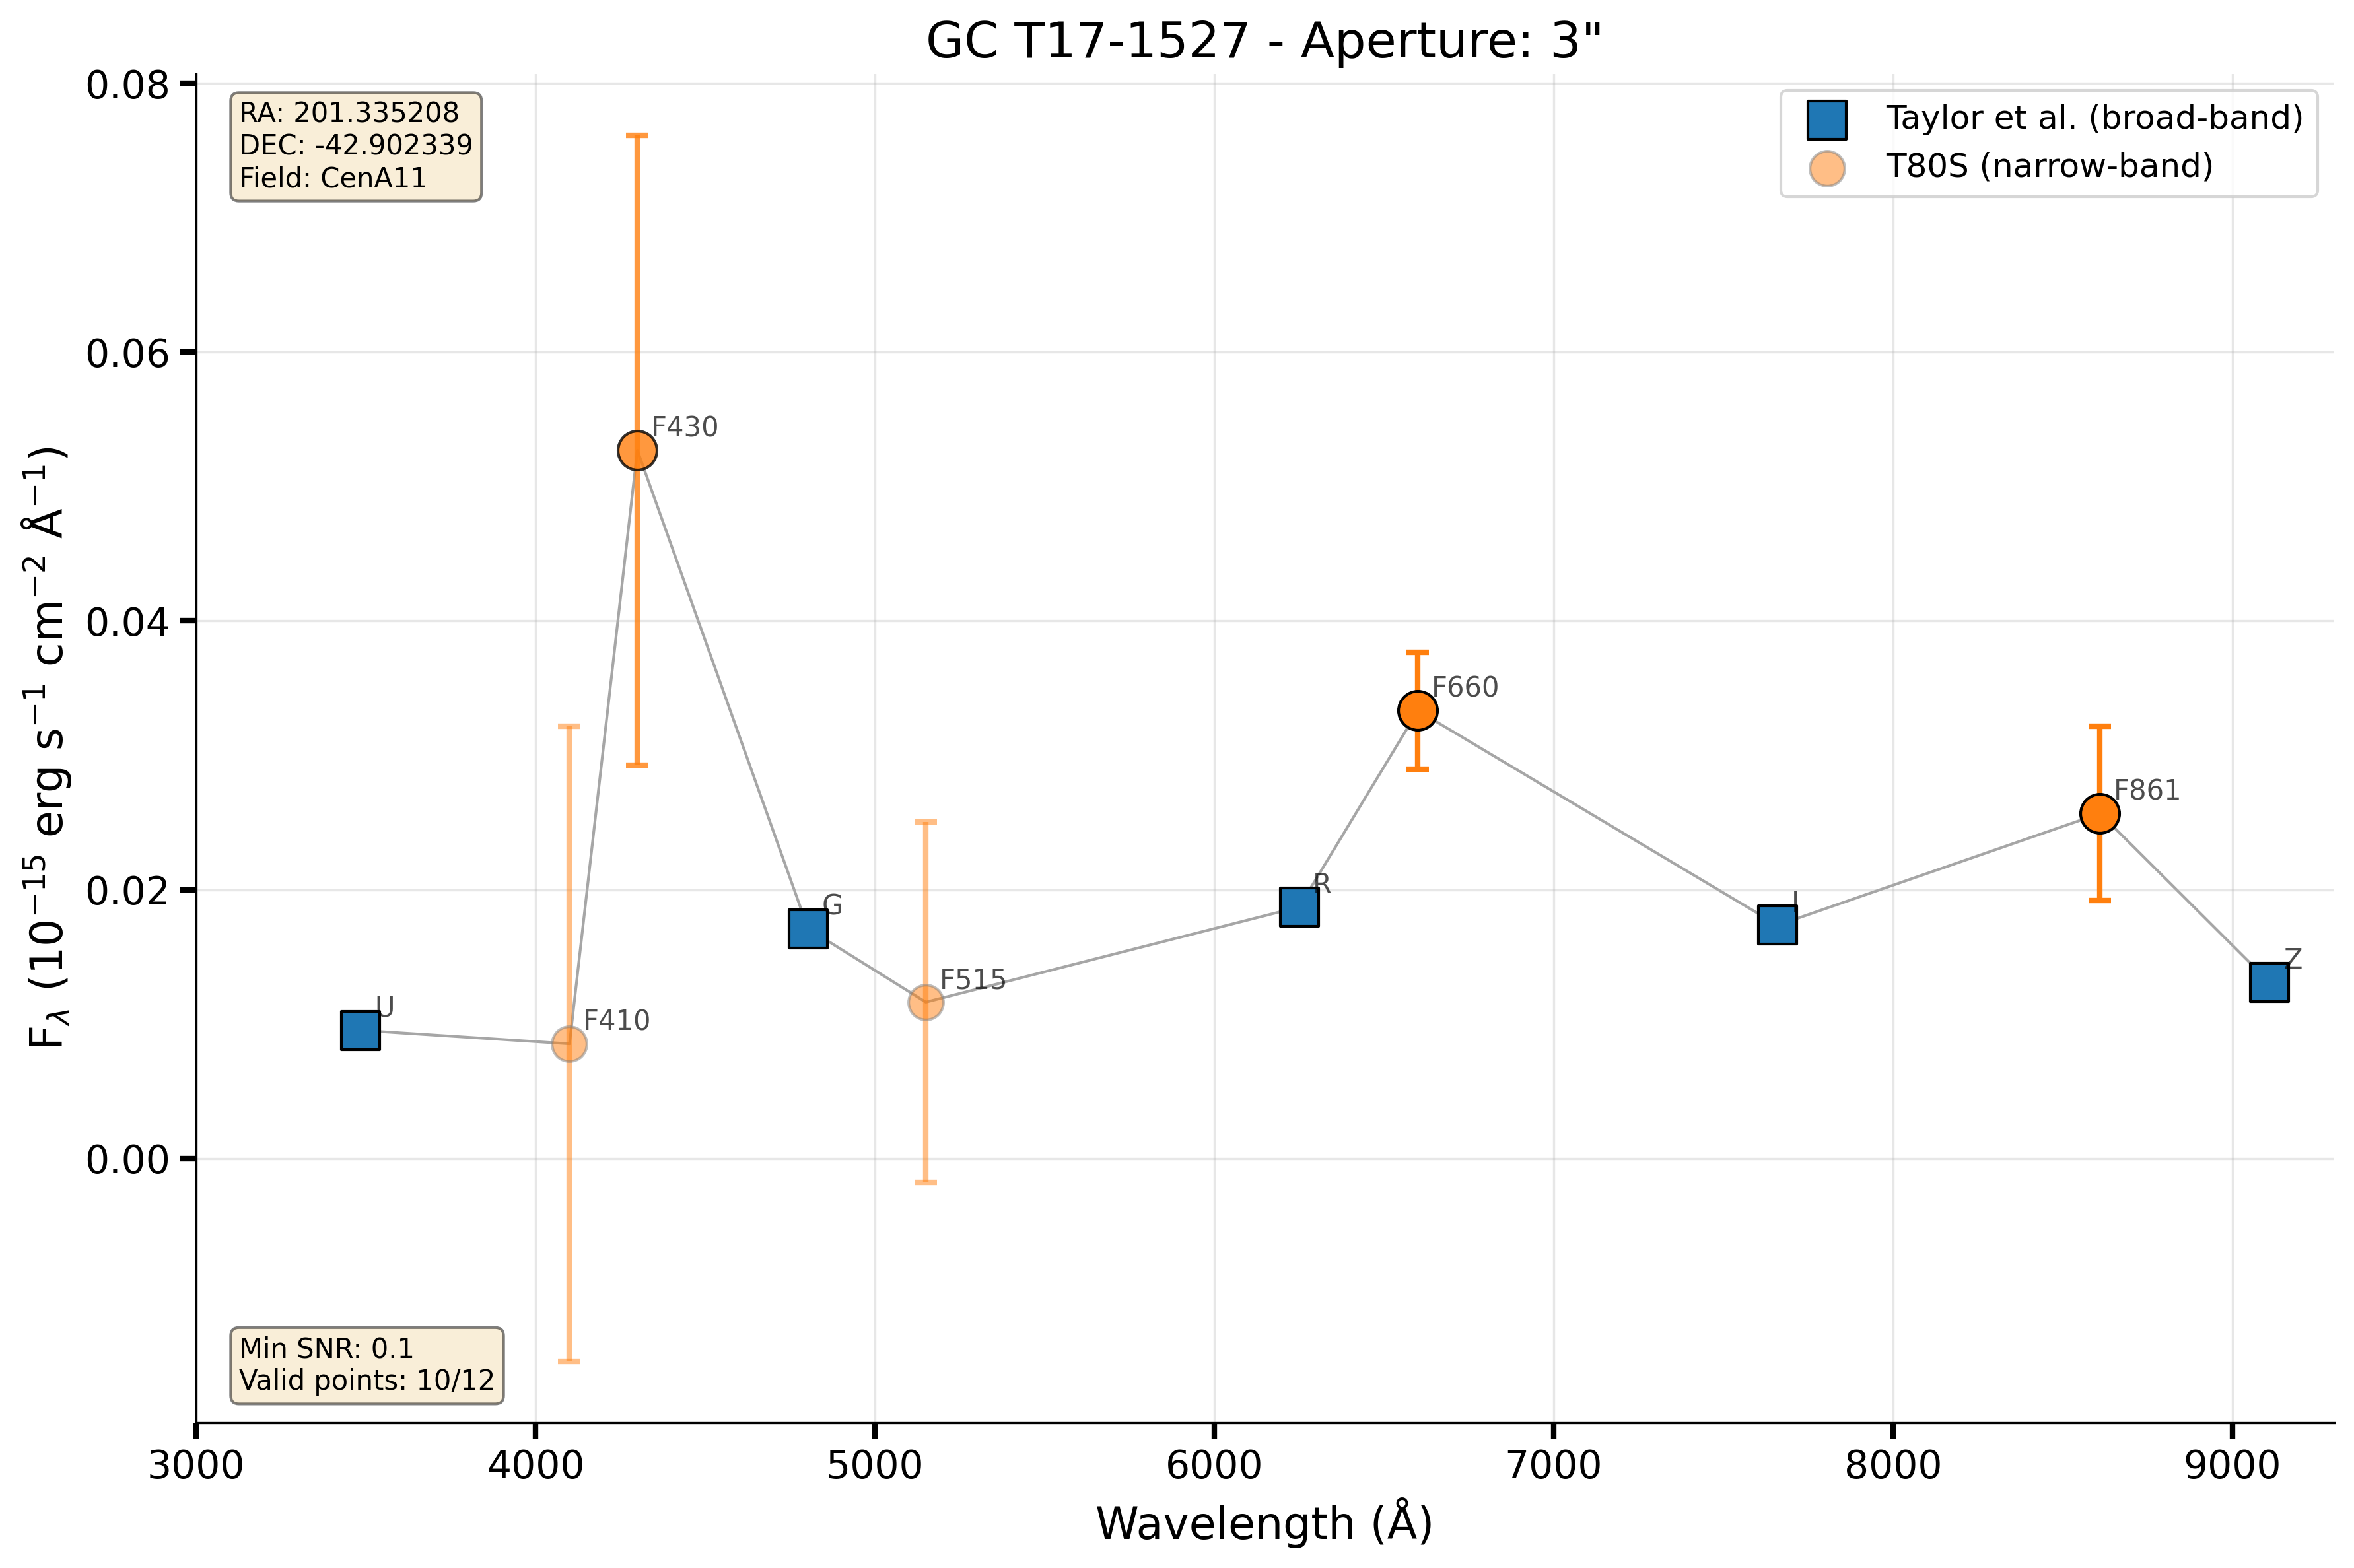 GC T17-1527 - Aperture: 3"
RA: 201.335208
DEC: -42.902339
Field: CenA11
Taylor et al. (broad-band)
T80S (narrow-band)
0.08
0.06
0.04
0.02
0.00
F_λ (10⁻¹⁵ erg s⁻¹ cm⁻² Å⁻¹)
F430
F660
F861
R
I
G
Z
F515
U
F410
Min SNR: 0.1
Valid points: 10/12
3000 4000 5000 6000 7000 8000 9000
Wavelength (Å)